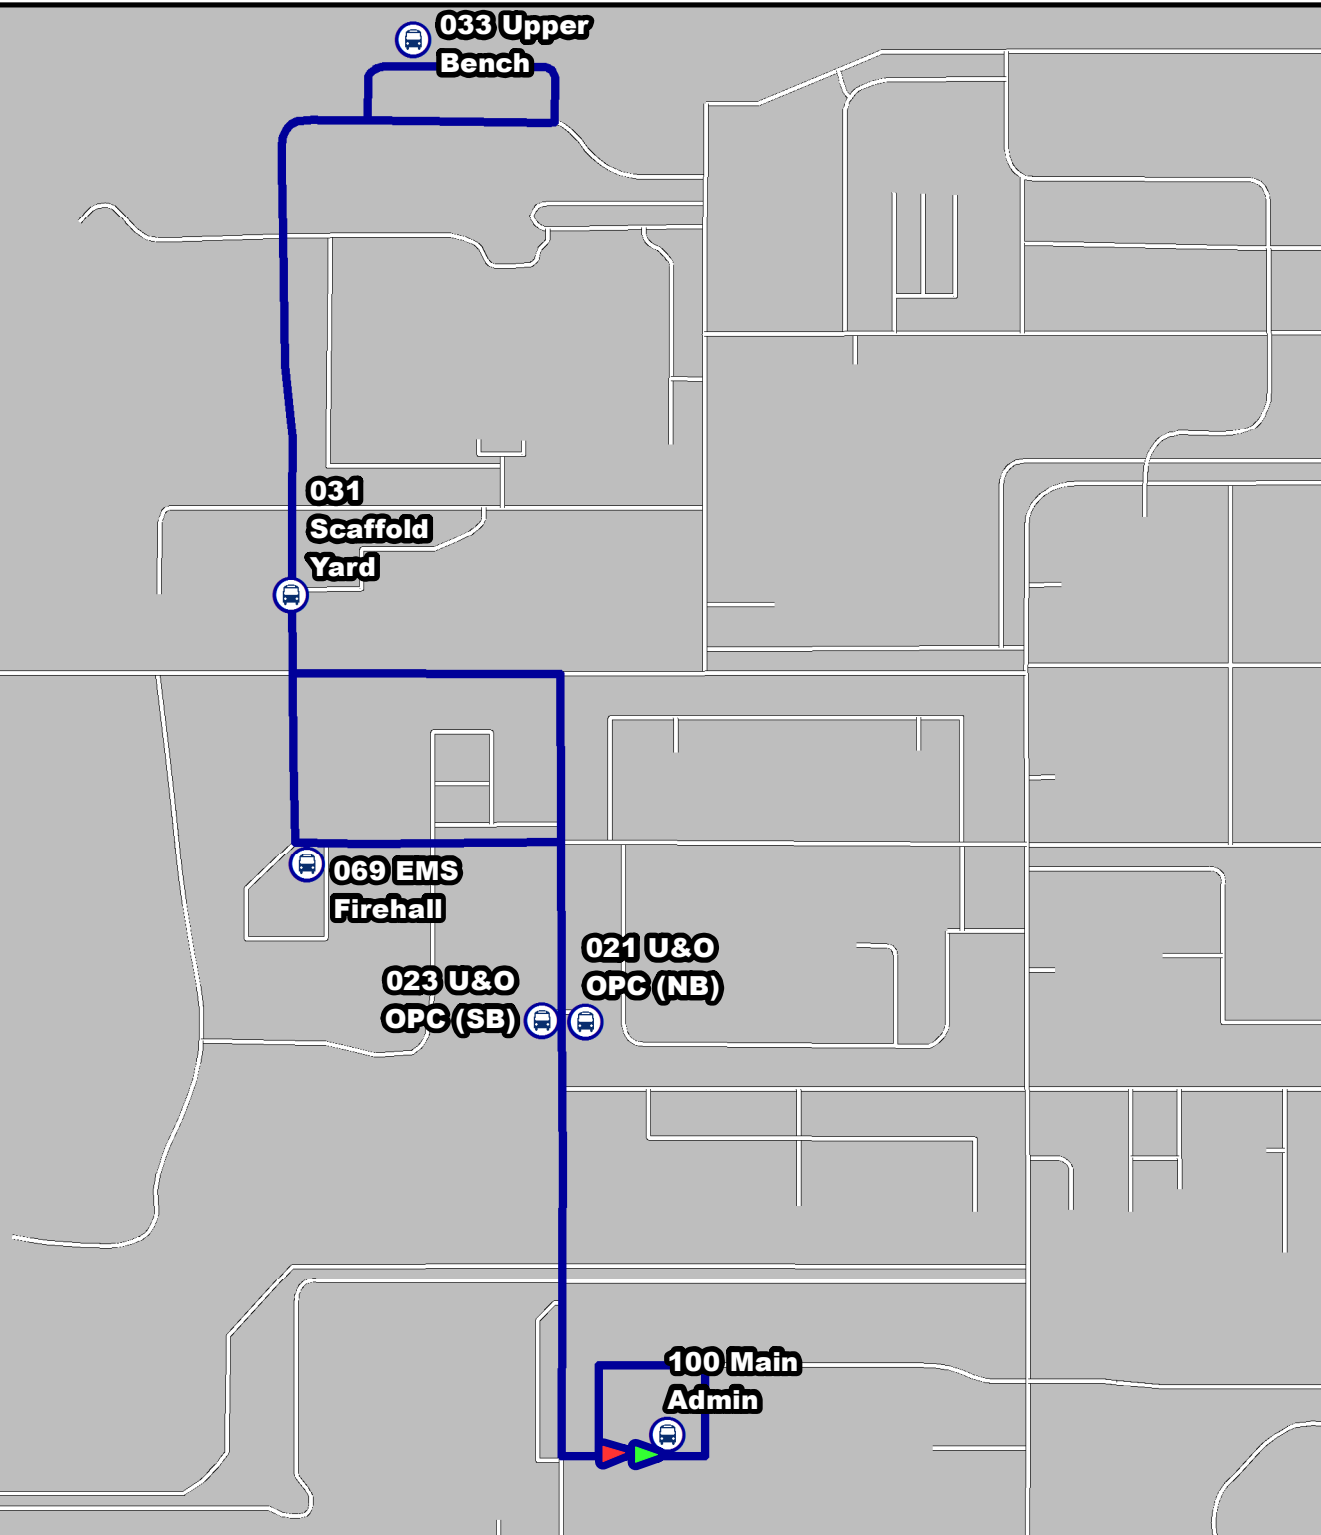 033 Upper
Bench
031
Scaffold
Yard
069 EMS
Firehall
021 U&O
OPC (NB)
023 U&O
OPC (SB)
100 Main
Admin